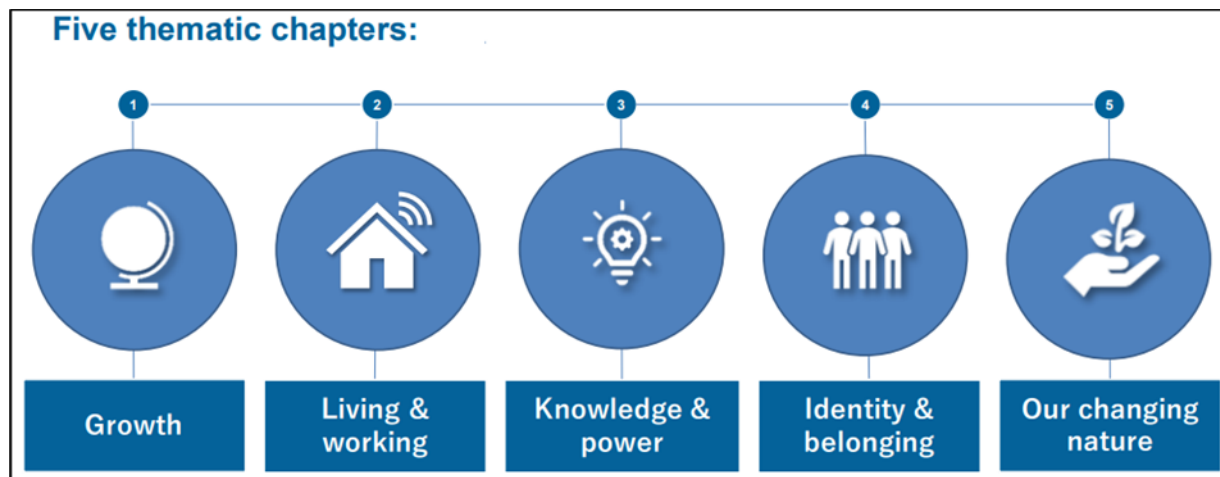 Five thematic chapters:
1
2
3
4
5
Growth
Living &
working
Knowledge &
power
Identity &
belonging
Our changing
nature